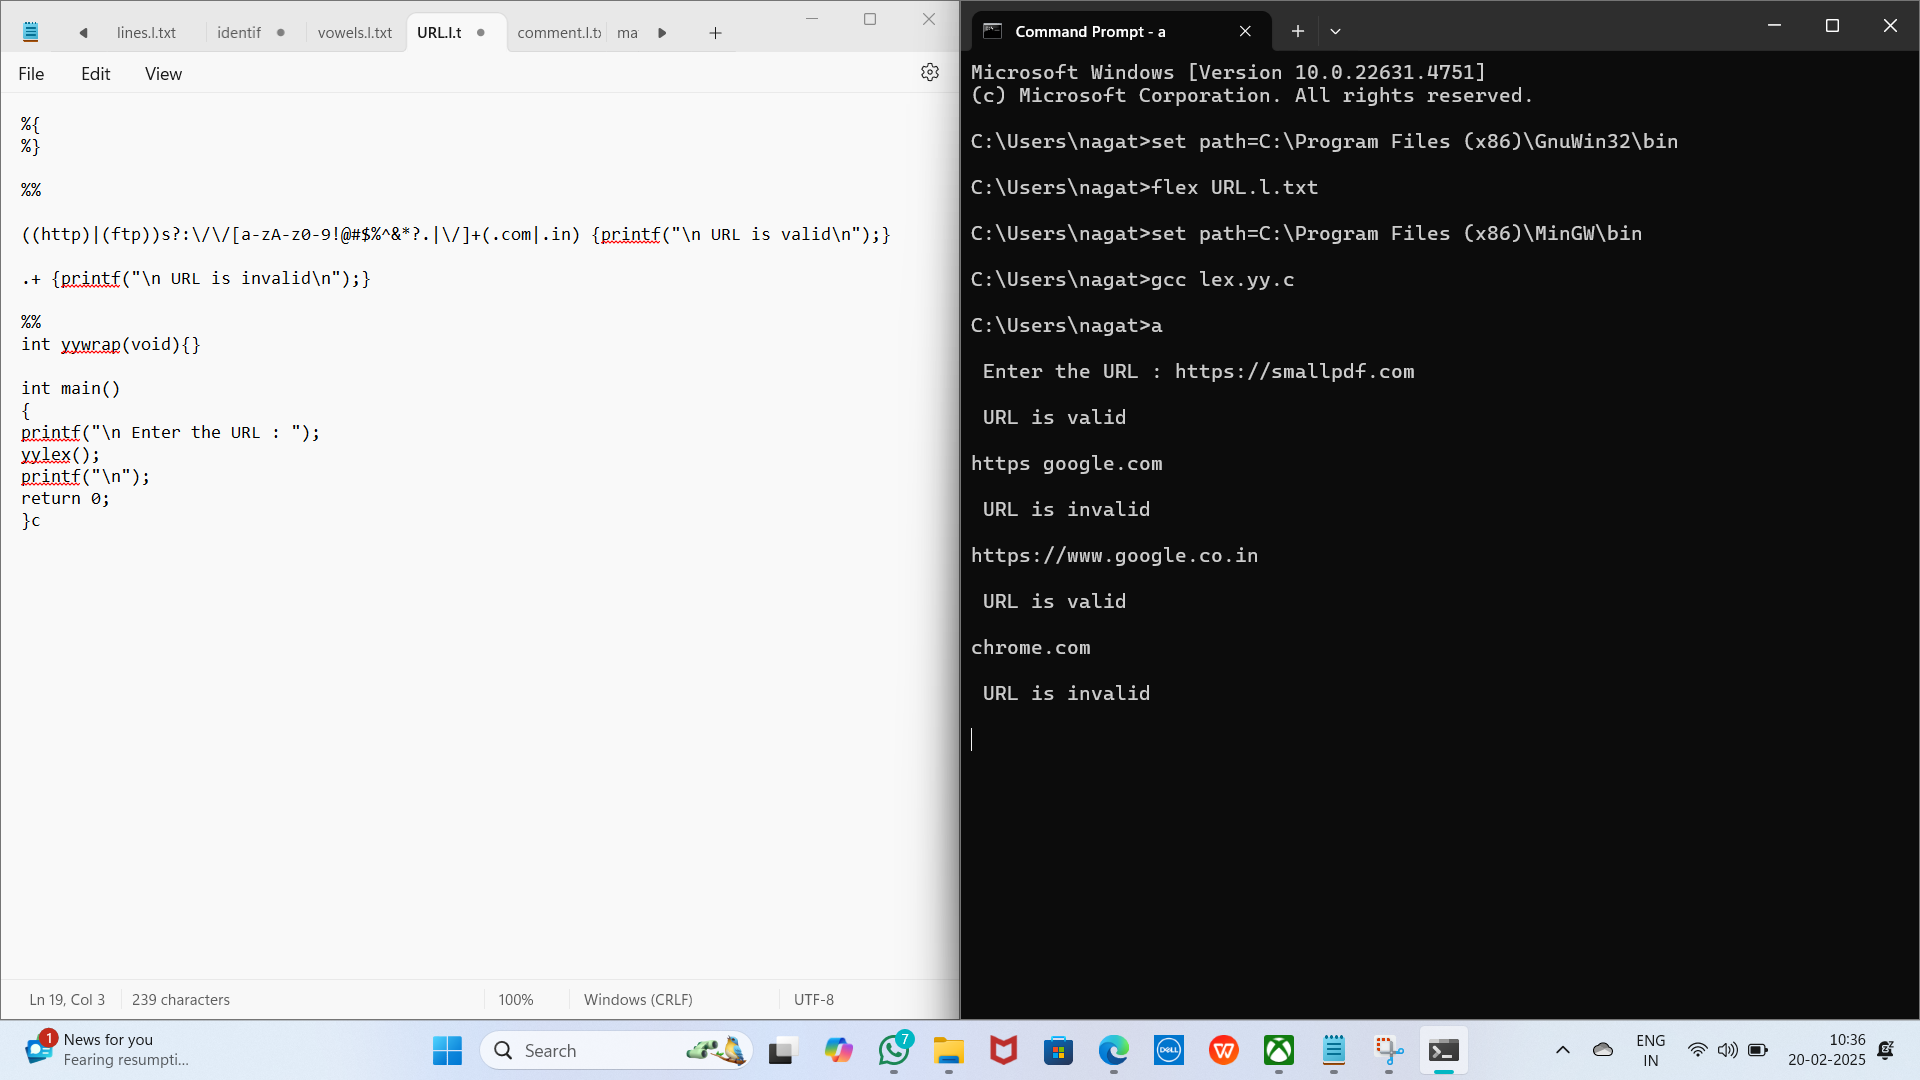 lines.l.txt identif vowels.l.txt URL.l.t comment.l.t ma
File Edit View
%{
%}
%%
((http)|(ftp))s?:\/\/[a-zA-z0-9!@#$%^&*?.|\/]+(.com|.in) {printf("\n URL is valid\n");}
.+ {printf("\n URL is invalid\n");}
%%
int yywrap(void){}
int main()
{
printf("\n Enter the URL : ");
yylex();
printf("\n");
return 0;
}c
Ln 19, Col 3 239 characters 100% Windows (CRLF) UTF-8
Command Prompt - a
Microsoft Windows [Version 10.0.22631.4751]
(c) Microsoft Corporation. All rights reserved.
C:\Users\nagat>set path=C:\Program Files (x86)\GnuWin32\bin
C:\Users\nagat>flex URL.l.txt
C:\Users\nagat>set path=C:\Program Files (x86)\MinGW\bin
C:\Users\nagat>gcc lex.yy.c
C:\Users\nagat>a
Enter the URL : https://smallpdf.com
URL is valid
https google.com
URL is invalid
https://www.google.co.in
URL is valid
chrome.com
URL is invalid
1 News for you
Fearing resumpti...
Search
7
DELL
ENG
IN
10:36
20-02-2025